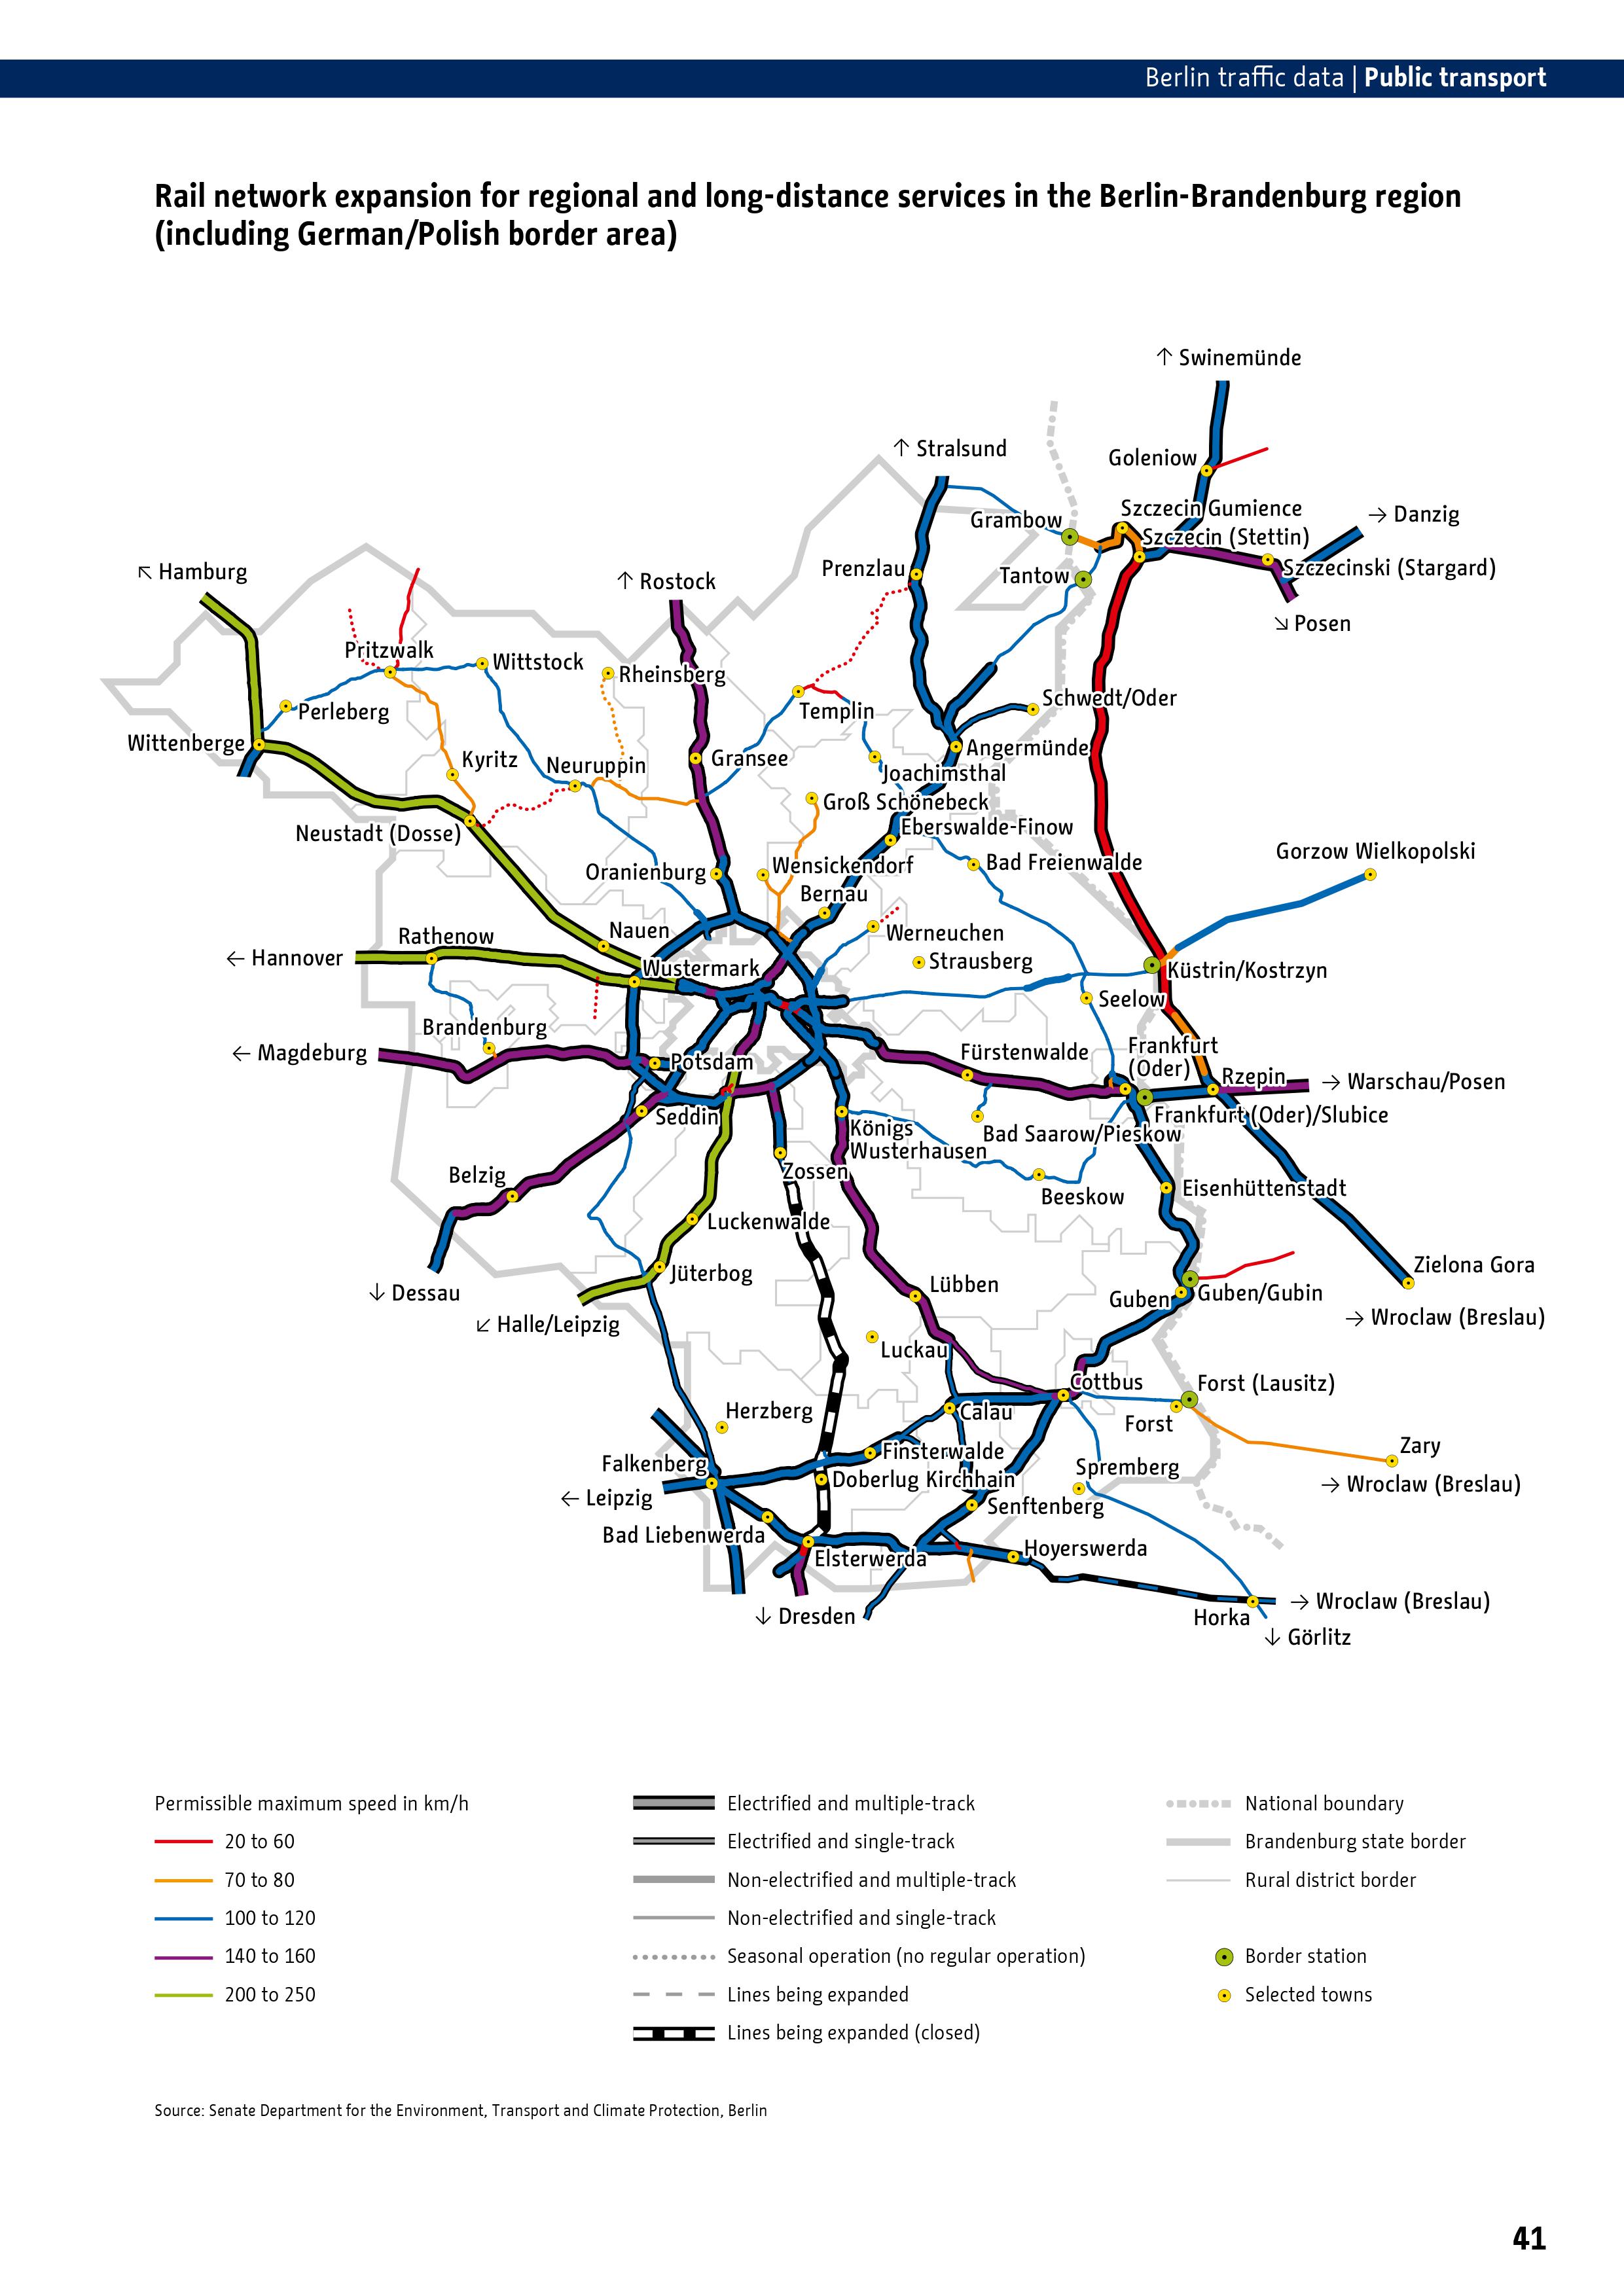 Berlin traffic data | Public transport
Rail network expansion for regional and long-distance services in the Berlin-Brandenburg region
(including German/Polish border area)
↑ Swinemünde
↑ Stralsund
Goleniow
Szczecin Gumience
→ Danzig
Grambow
Szczecin (Stettin)
↖ Hamburg
↑ Rostock
Prenzlau
Tantow
Szczecinski (Stargard)
↘ Posen
Pritzwalk
Wittstock
Rheinsberg
Perleberg
Templin
Schwedt/Oder
Wittenberge
Angermünde
Kyritz
Neuruppin
Gransee
Joachimsthal
Groß Schönebeck
Neustadt (Dosse)
Eberswalde-Finow
Gorzow Wielkopolski
Oranienburg
Wensickendorf
Bad Freienwalde
Bernau
Nauen
Werneuchen
Rathenow
← Hannover
Strausberg
Wustermark
Küstrin/Kostrzyn
Seelow
Brandenburg
← Magdeburg
Potsdam
Fürstenwalde
Frankfurt
(Oder)
Rzepin
→ Warschau/Posen
Seddin
Frankfurt (Oder)/Slubice
Königs
Wusterhausen
Bad Saarow/Pieskow
Zossen
Belzig
Beeskow
Eisenhüttenstadt
Luckenwalde
Jüterbog
Zielona Gora
↓ Dessau
Lübben
Guben
Guben/Gubin
↙ Halle/Leipzig
→ Wroclaw (Breslau)
Luckau
Cottbus
Forst (Lausitz)
Herzberg
Calau
Forst
Finsterwalde
Zary
Falkenberg
Doberlug Kirchhain
Spremberg
→ Wroclaw (Breslau)
← Leipzig
Senftenberg
Bad Liebenwerda
Elsterwerda
Hoyerswerda
→ Wroclaw (Breslau)
↓ Dresden
Horka
↓ Görlitz
Permissible maximum speed in km/h
20 to 60
70 to 80
100 to 120
140 to 160
200 to 250
Electrified and multiple-track
Electrified and single-track
Non-electrified and multiple-track
Non-electrified and single-track
Seasonal operation (no regular operation)
Lines being expanded
Lines being expanded (closed)
National boundary
Brandenburg state border
Rural district border
Border station
Selected towns
Source: Senate Department for the Environment, Transport and Climate Protection, Berlin
41